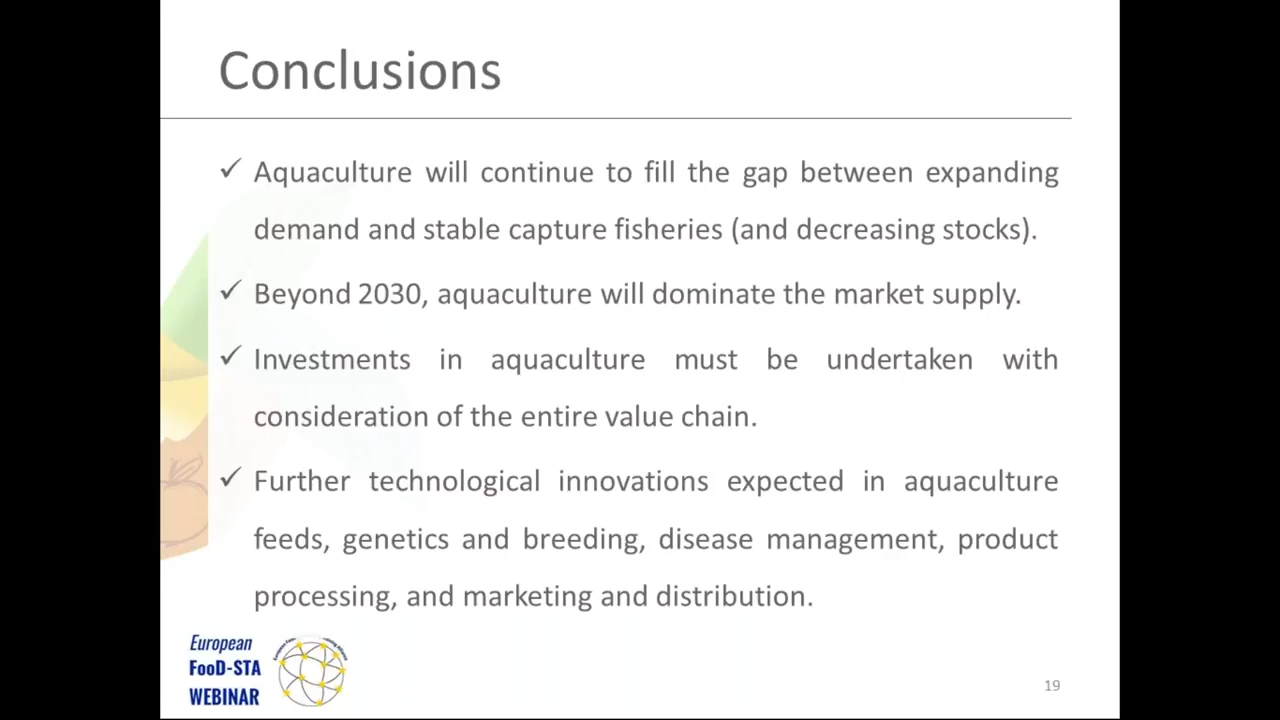 Conclusions
✓ Aquaculture will continue to fill the gap between expanding
demand and stable capture fisheries (and decreasing stocks).
✓ Beyond 2030, aquaculture will dominate the market supply.
✓ Investments in aquaculture must be undertaken with
consideration of the entire value chain.
✓ Further technological innovations expected in aquaculture
feeds, genetics and breeding, disease management, product
processing, and marketing and distribution.
European
FooD-STA
WEBINAR
19